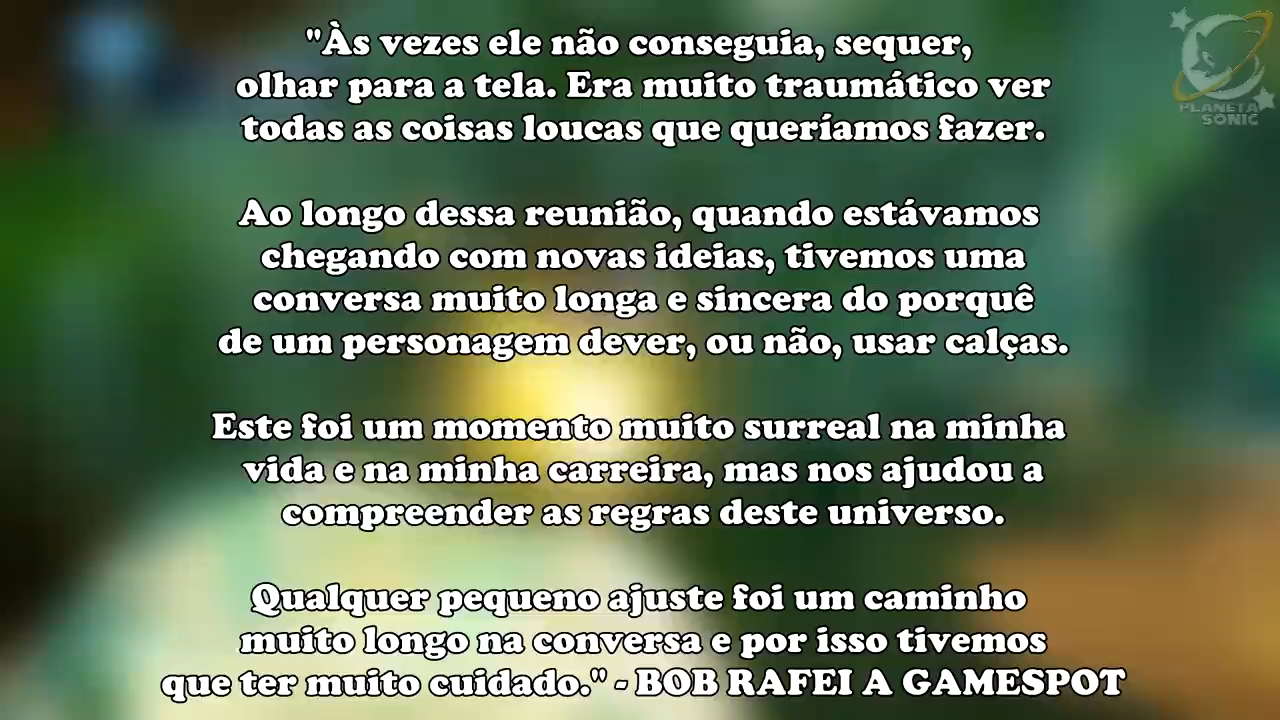 "Às vezes ele não conseguia, sequer,
olhar para a tela. Era muito traumático ver
todas as coisas loucas que queríamos fazer.
Ao longo dessa reunião, quando estávamos
chegando com novas ideias, tivemos uma
conversa muito longa e sincera do porquê
de um personagem dever, ou não, usar calças.
Este foi um momento muito surreal na minha
vida e na minha carreira, mas nos ajudou a
compreender as regras deste universo.
Qualquer pequeno ajuste foi um caminho
muito longo na conversa e por isso tivemos
que ter muito cuidado." - BOB RAFEI A GAMESPOT
PLANETA
SONIC